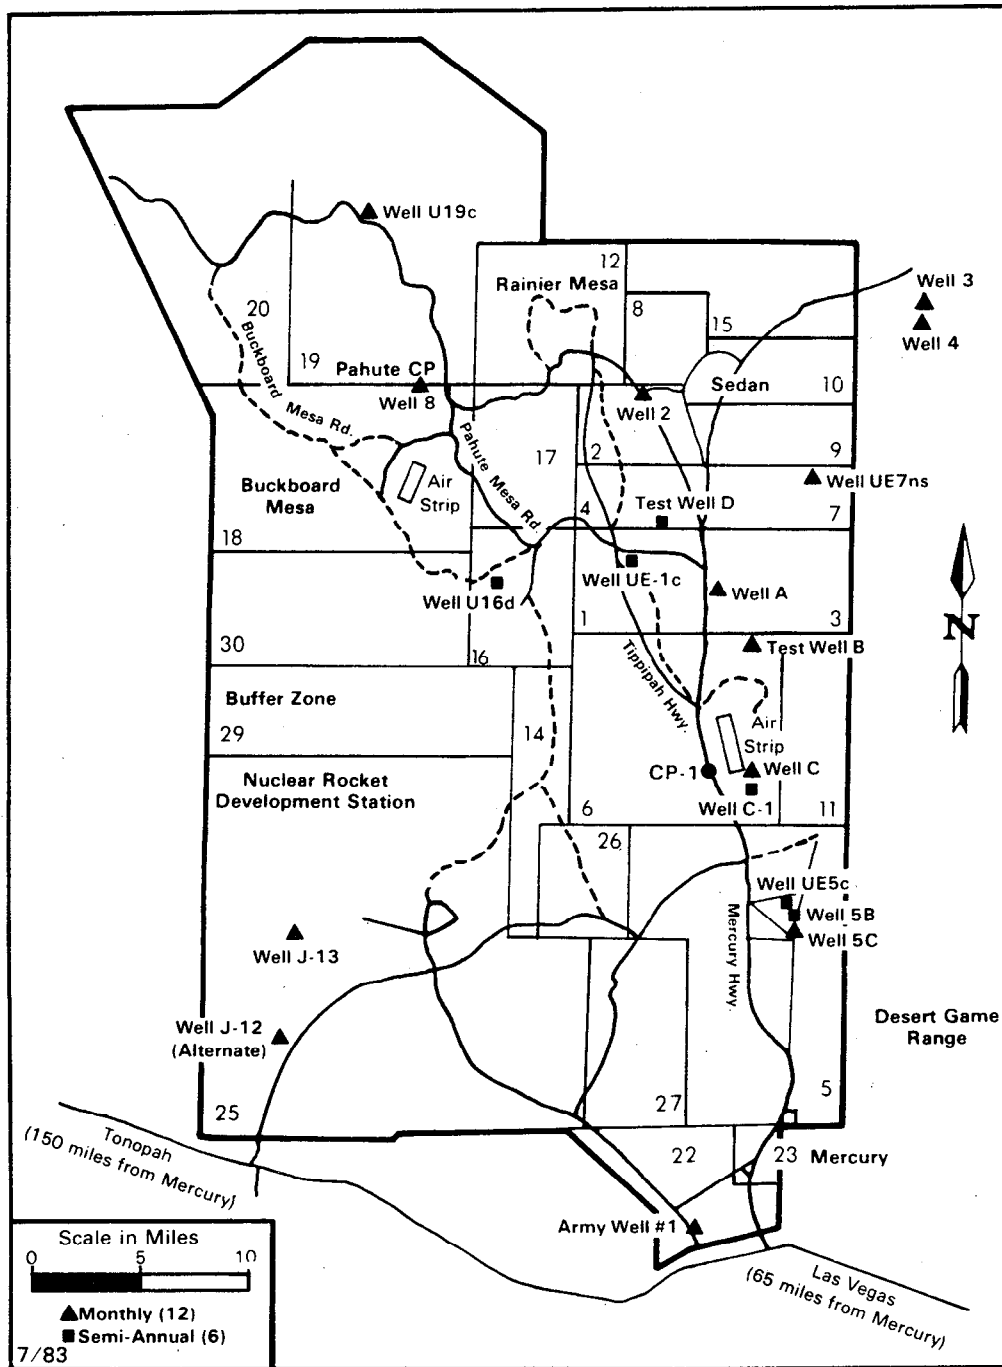 Well U19c
12
Rainier Mesa
Well 3
8
20
15
Well 4
19
Pahute CP
Sedan
10
Well 8
Well 2
Buckboard Mesa Rd.
Pahute Mesa Rd.
17
2
9
Well UE7ns
Buckboard
Mesa
Air
Strip
4
Test Well D
7
18
Well UE-1c
Well U16d
Well A
1
3
30
16
Test Well B
Tippipah Hwy.
Buffer Zone
29
14
Air
Strip
N
Nuclear Rocket
Development Station
CP-1
Well C
Well C-1
6
11
26
Well UE5c
Well 5B
Well 5C
Mercury Hwy.
Well J-13
Desert Game
Range
Well J-12
(Alternate)
25
27
5
Tonopah
(150 miles from Mercury)
22
23
Mercury
Army Well #1
Las Vegas
(65 miles from Mercury)
Scale in Miles
0 5 10
Monthly (12)
Semi-Annual (6)
7/83